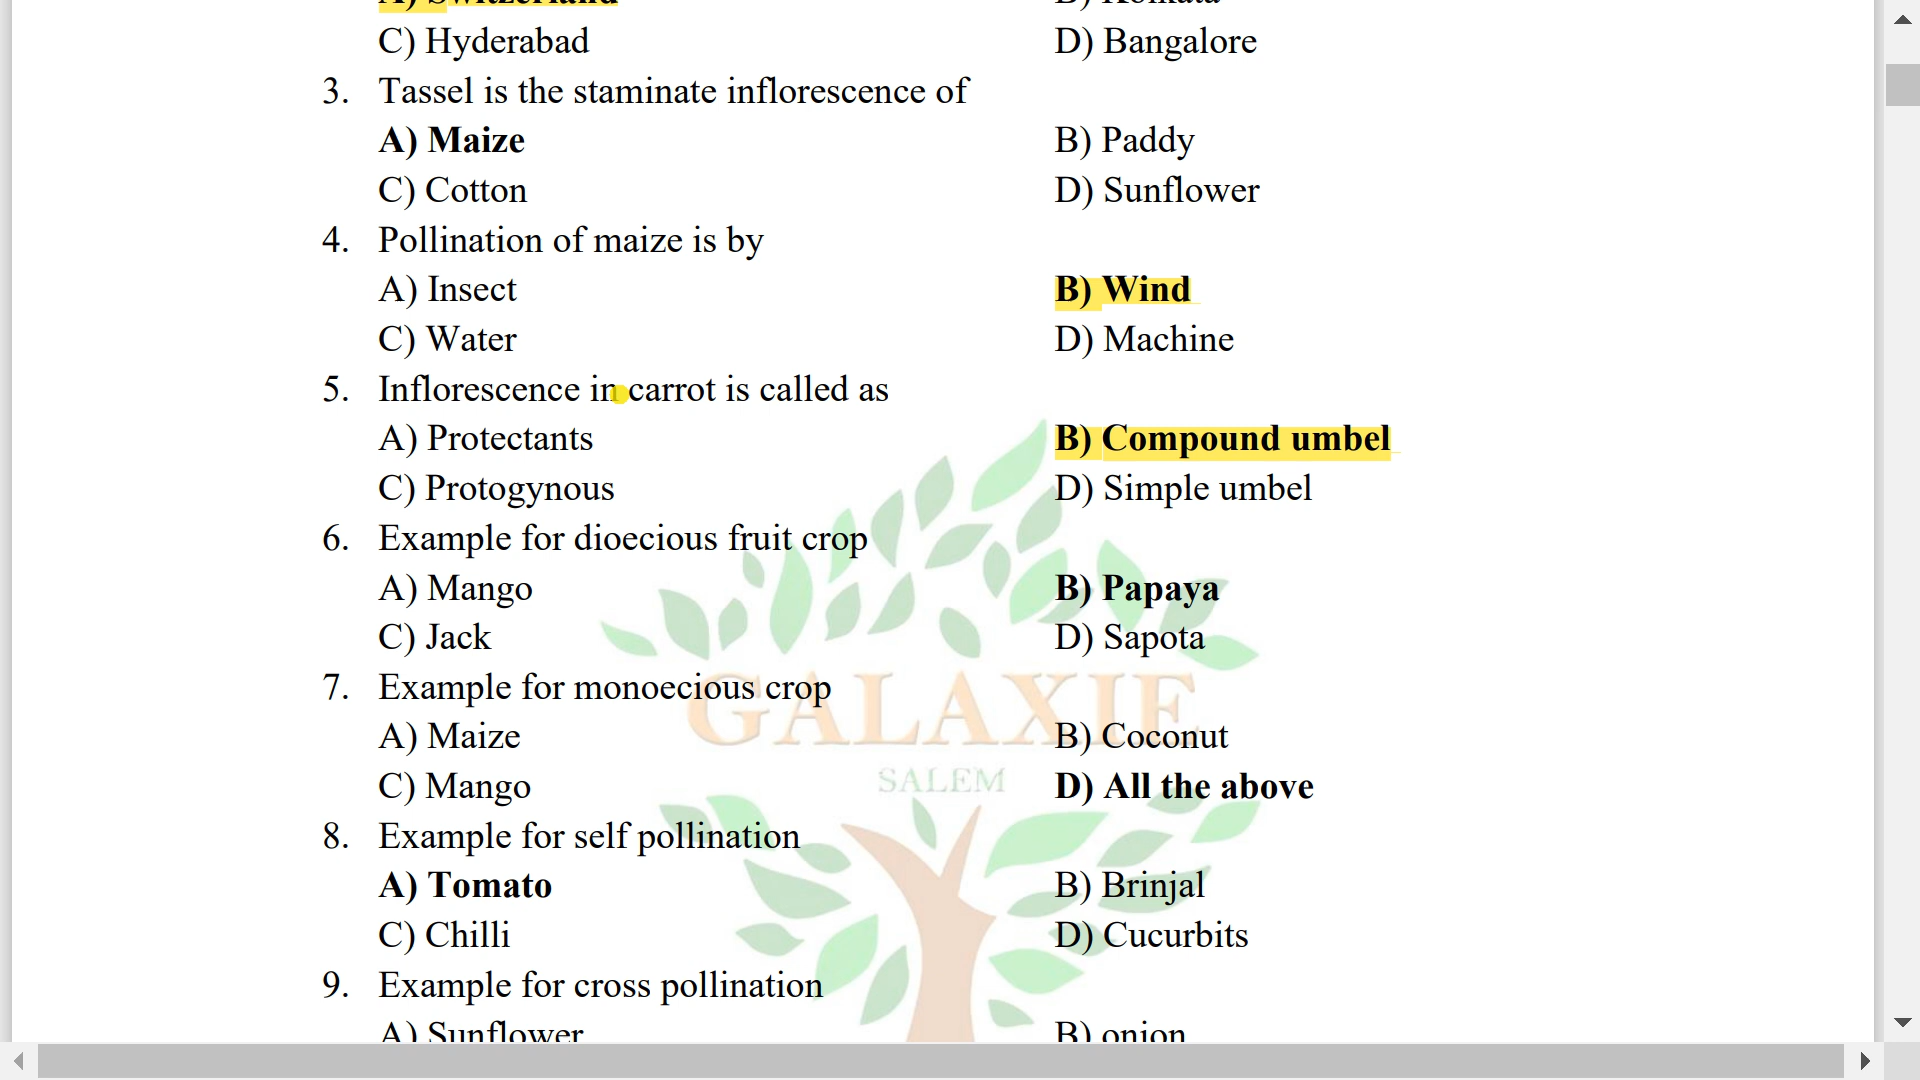 A) Switzerland B) Kolkata
C) Hyderabad D) Bangalore
3. Tassel is the staminate inflorescence of
A) Maize B) Paddy
C) Cotton D) Sunflower
4. Pollination of maize is by
A) Insect B) Wind
C) Water D) Machine
5. Inflorescence in carrot is called as
A) Protectants B) Compound umbel
C) Protogynous D) Simple umbel
6. Example for dioecious fruit crop
A) Mango B) Papaya
C) Jack D) Sapota
7. Example for monoecious crop
GALAXIE
A) Maize B) Coconut
SALEM
C) Mango D) All the above
8. Example for self pollination
A) Tomato B) Brinjal
C) Chilli D) Cucurbits
9. Example for cross pollination
A) Sunflower B) onion